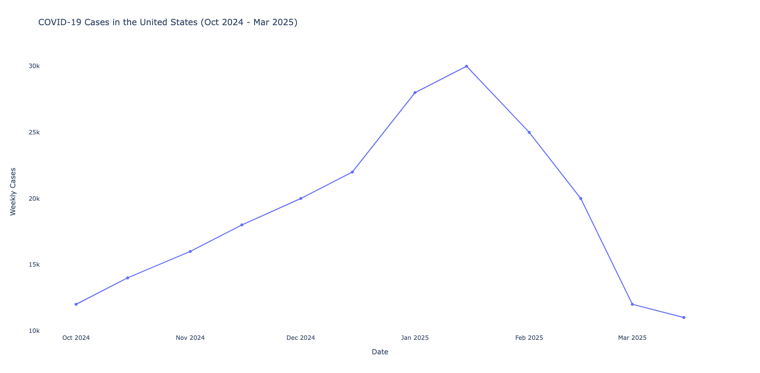 COVID-19 Cases in the United States (Oct 2024 - Mar 2025)
30k
25k
20k
15k
10k
Weekly Cases
Oct 2024 Nov 2024 Dec 2024 Jan 2025 Feb 2025 Mar 2025
Date